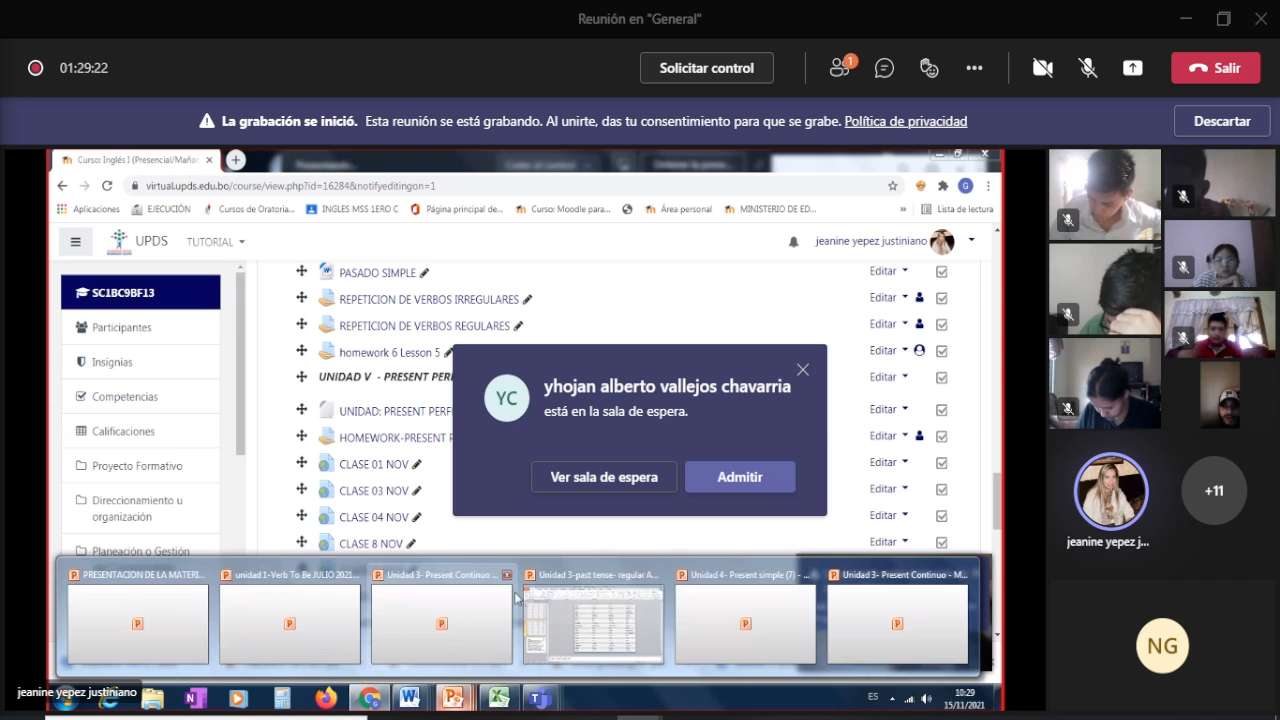 Reunión en "General"
01:29:22
Solicitar control
1
Salir
La grabación se inició. Esta reunión se está grabando. Al unirte, das tu consentimiento para que se grabe. Política de privacidad
Descartar
Curso: Inglés I (Presencial/Mañan
virtual.upds.edu.bo/course/view.php?id=16284&notifyeditingon=1
G
Aplicaciones
EJECUCIÓN
Cursos de Oratoria...
INGLES MSS 1ERO C
Página principal de...
Curso: Moodle para...
Área personal
MINISTERIO DE ED...
»
Lista de lectura
UPDS
TUTORIAL
jeanine yepez justiniano
SC1BC9BF13
Participantes
Insignias
Competencias
Calificaciones
Proyecto Formativo
Direccionamiento u
organización
Planeación o Gestión
PASADO SIMPLE
Editar
REPETICION DE VERBOS IRREGULARES
Editar
REPETICION DE VERBOS REGULARES
Editar
homework 6 Lesson 5
Editar
UNIDAD V - PRESENT PERF
Editar
UNIDAD: PRESENT PERF
Editar
HOMEWORK-PRESENT P
Editar
CLASE 01 NOV
Editar
CLASE 03 NOV
Editar
CLASE 04 NOV
Editar
CLASE 8 NOV
Editar
YC
yhojan alberto vallejos chavarria
está en la sala de espera.
Ver sala de espera
Admitir
PRESENTACION DE LA MATERI...
unidad 1-Verb To Be JULIO 2021...
Unidad 3- Present Continuo ...
Unidad 3-past tense- regular A...
Unidad 4- Present simple (7) - ...
Unidad 3- Present Continuo - M...
jeanine yepez justiniano
ES
10:29
15/11/2021
+11
jeanine yepez j...
NG